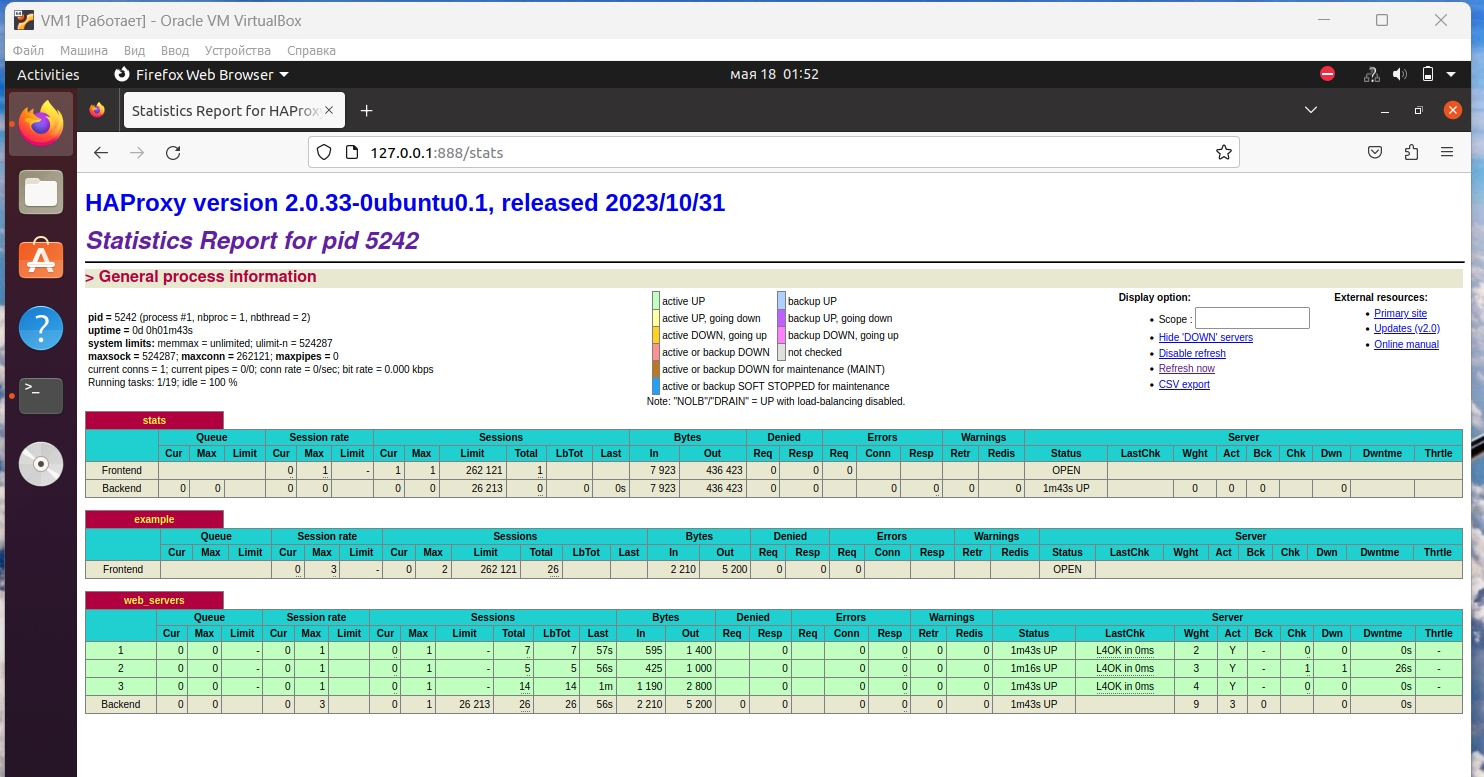 VM1 [Работает] - Oracle VM VirtualBox
Файл Машина Вид Ввод Устройства Справка
Activities Firefox Web Browser мая 18 01:52
Statistics Report for HAProx
127.0.0.1:888/stats
HAProxy version 2.0.33-0ubuntu0.1, released 2023/10/31
Statistics Report for pid 5242
> General process information
pid = 5242 (process #1, nbproc = 1, nbthread = 2)
uptime = 0d 0h01m43s
system limits: memmax = unlimited; ulimit-n = 524287
maxsock = 524287; maxconn = 262121; maxpipes = 0
current conns = 1; current pipes = 0/0; conn rate = 0/sec; bit rate = 0.000 kbps
Running tasks: 1/19; idle = 100 %
active UP backup UP
active UP, going down backup UP, going down
active DOWN, going up backup DOWN, going up
active or backup DOWN not checked
active or backup DOWN for maintenance (MAINT)
active or backup SOFT STOPPED for maintenance
Note: "NOLB"/"DRAIN" = UP with load-balancing disabled.
Display option:
• Scope :
• Hide 'DOWN' servers
• Disable refresh
• Refresh now
• CSV export
External resources:
• Primary site
• Updates (v2.0)
• Online manual
stats
Queue Session rate Sessions Bytes Denied Errors Warnings Server
Cur Max Limit Cur Max Limit Cur Max Limit Total LbTot Last In Out Req Resp Req Conn Resp Retr Redis Status LastChk Wght Act Bck Chk Dwn Dwntme Thrtle
Frontend 0 1 - 1 1 262 121 1 7 923 436 423 0 0 0 OPEN
Backend 0 0 0 0 0 0 26 213 0 0 0s 7 923 436 423 0 0 0 0 0 0 1m43s UP 0 0 0 0
example
Queue Session rate Sessions Bytes Denied Errors Warnings Server
Cur Max Limit Cur Max Limit Cur Max Limit Total LbTot Last In Out Req Resp Req Conn Resp Retr Redis Status LastChk Wght Act Bck Chk Dwn Dwntme Thrtle
Frontend 0 3 - 0 2 262 121 26 2 210 5 200 0 0 0 OPEN
web_servers
Queue Session rate Sessions Bytes Denied Errors Warnings Server
Cur Max Limit Cur Max Limit Cur Max Limit Total LbTot Last In Out Req Resp Req Conn Resp Retr Redis Status LastChk Wght Act Bck Chk Dwn Dwntme Thrtle
1 0 0 - 0 1 0 1 - 7 7 57s 595 1 400 0 0 0 0 0 1m43s UP L4OK in 0ms 2 Y - 0 0 0s -
2 0 0 - 0 1 0 1 - 5 5 56s 425 1 000 0 0 0 0 0 1m16s UP L4OK in 0ms 3 Y - 1 1 26s -
3 0 0 - 0 1 0 1 - 14 14 1m 1 190 2 800 0 0 0 0 0 1m43s UP L4OK in 0ms 4 Y - 0 0 0s -
Backend 0 0 0 3 0 1 26 213 26 26 56s 2 210 5 200 0 0 0 0 0 0 1m43s UP 9 3 0 0 0s